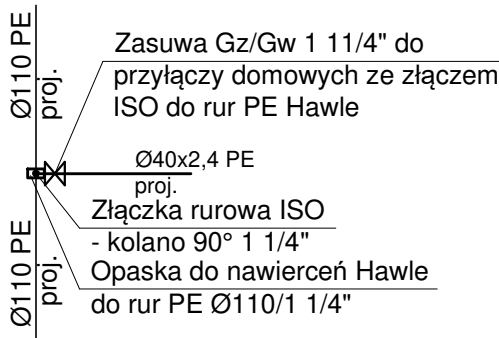 Ø110 PE
proj.
Zasuwa Gz/Gw 1 11/4" do
przyłączy domowych ze złączem
ISO do rur PE Hawle
Ø40x2,4 PE
proj.
Złączka rurowa ISO
- kolano 90° 1 1/4"
Opaska do nawierceń Hawle
do rur PE Ø110/1 1/4"
Ø110 PE
proj.